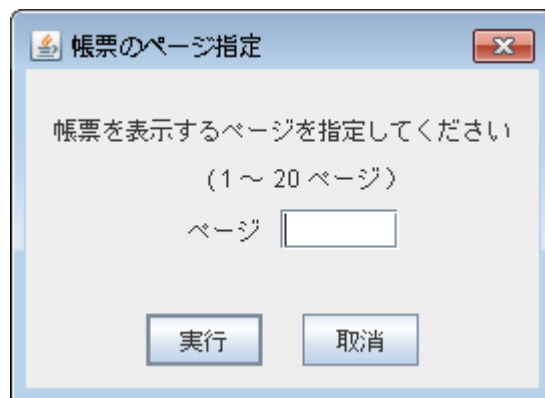 帳票のページ指定
帳票を表示するページを指定してください
(1 ～ 20 ページ)
ページ
実行 取消